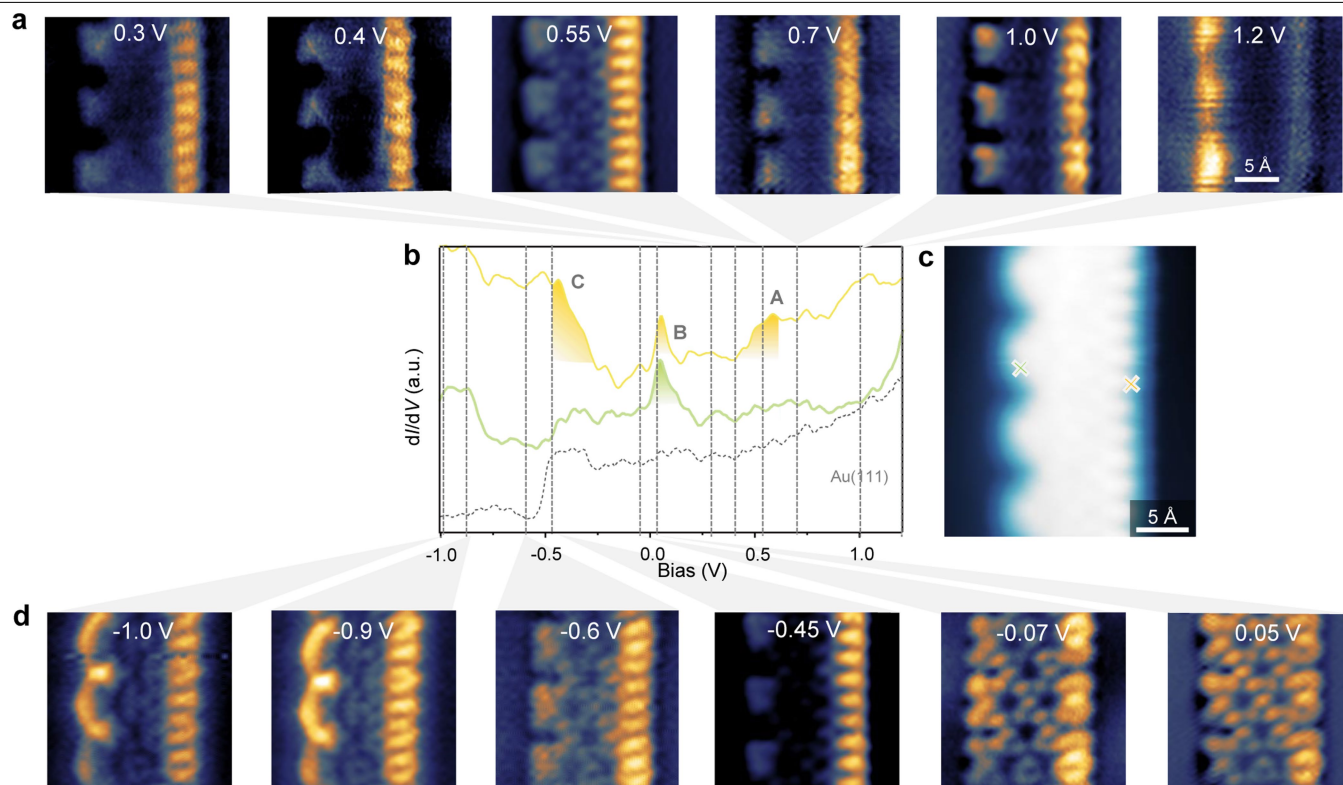 a
0.3 V
0.4 V
0.55 V
0.7 V
1.0 V
1.2 V
5 Å
b
C
B
A
dI/dV (a.u.)
Au(111)
-1.0
-0.5
0.0
0.5
1.0
Bias (V)
c
5 Å
d
-1.0 V
-0.9 V
-0.6 V
-0.45 V
-0.07 V
0.05 V